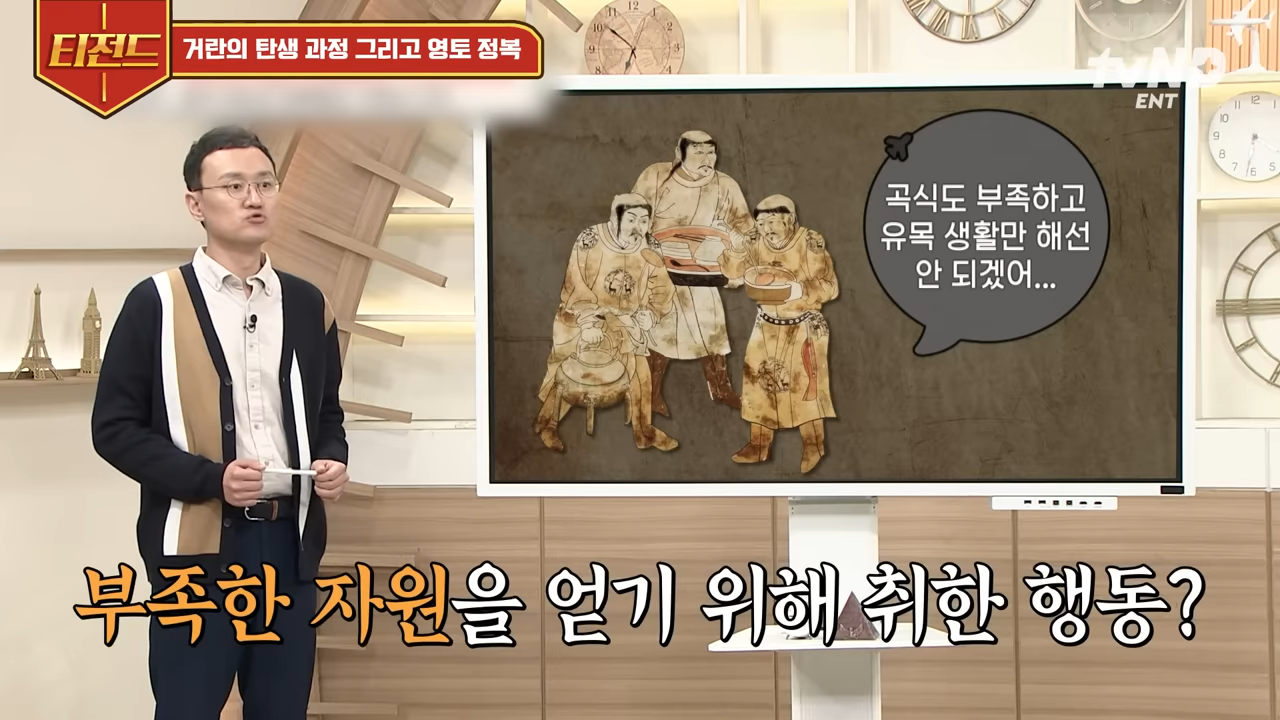 티전드
거란의 탄생 과정 그리고 영토 정복
tvN D
ENT
곡식도 부족하고
유목 생활만 해선
안 되겠어...
부족한 자원을 얻기 위해 취한 행동?